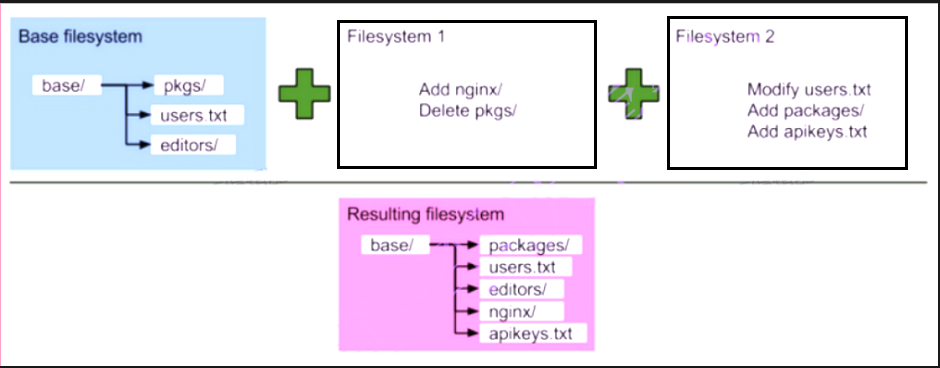 Base filesystem
base/
pkgs/
users.txt
editors/
Filesystem 1
Add nginx/
Delete pkgs/
Filesystem 2
Modify users.txt
Add packages/
Add apikeys.txt
Resulting filesystem
base/
packages/
users.txt
editors/
nginx/
apikeys.txt